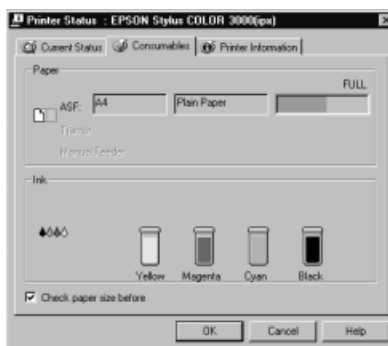 Printer Status : EPSON Stylus COLOR 3000(ipx)
Current Status Consumables Printer Information
Paper
FULL
ASF: A4 Plain Paper
Tractor
Manual Feeder
Ink
Yellow Magenta Cyan Black
Check paper size before
OK Cancel Help